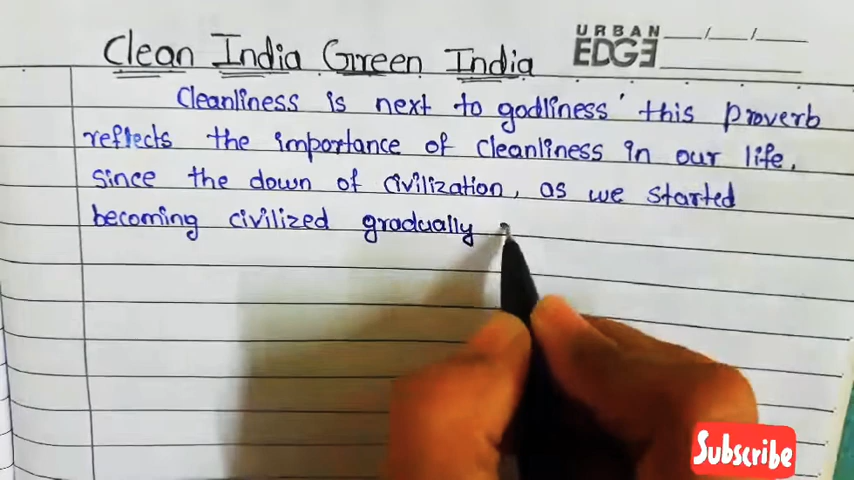 URBAN
EDGE
Clean India Green India
Cleanliness is next to godliness' this proverb
reflects the importance of cleanliness in our life.
since the down of civilization, as we started
becoming civilized gradually
Subscribe